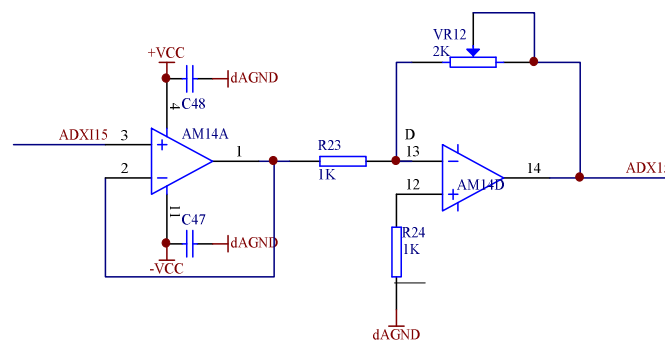 +VCC
dAGND
C48
4
ADXI15
3
AM14A
2
1
11
C47
dAGND
-VCC
R23
1K
VR12
2K
D
13
14
AM14D
12
ADX15
R24
1K
dAGND